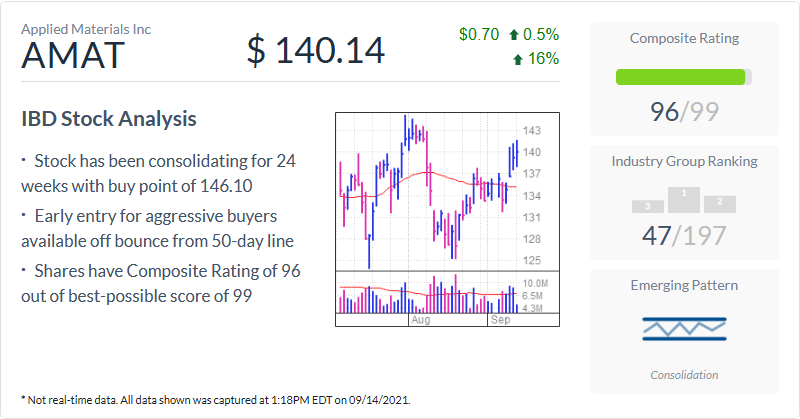 Applied Materials Inc
AMAT
$ 140.14
$0.70 0.5%
16%
IBD Stock Analysis
· Stock has been consolidating for 24
weeks with buy point of 146.10
· Early entry for aggressive buyers
available off bounce from 50-day line
· Shares have Composite Rating of 96
out of best-possible score of 99
143
140
137
134
131
128
125
10.0M
6.5M
4.3M
Aug
Sep
Composite Rating
96/99
Industry Group Ranking
3 1 2
47/197
Emerging Pattern
Consolidation
* Not real-time data. All data shown was captured at 1:18PM EDT on 09/14/2021.